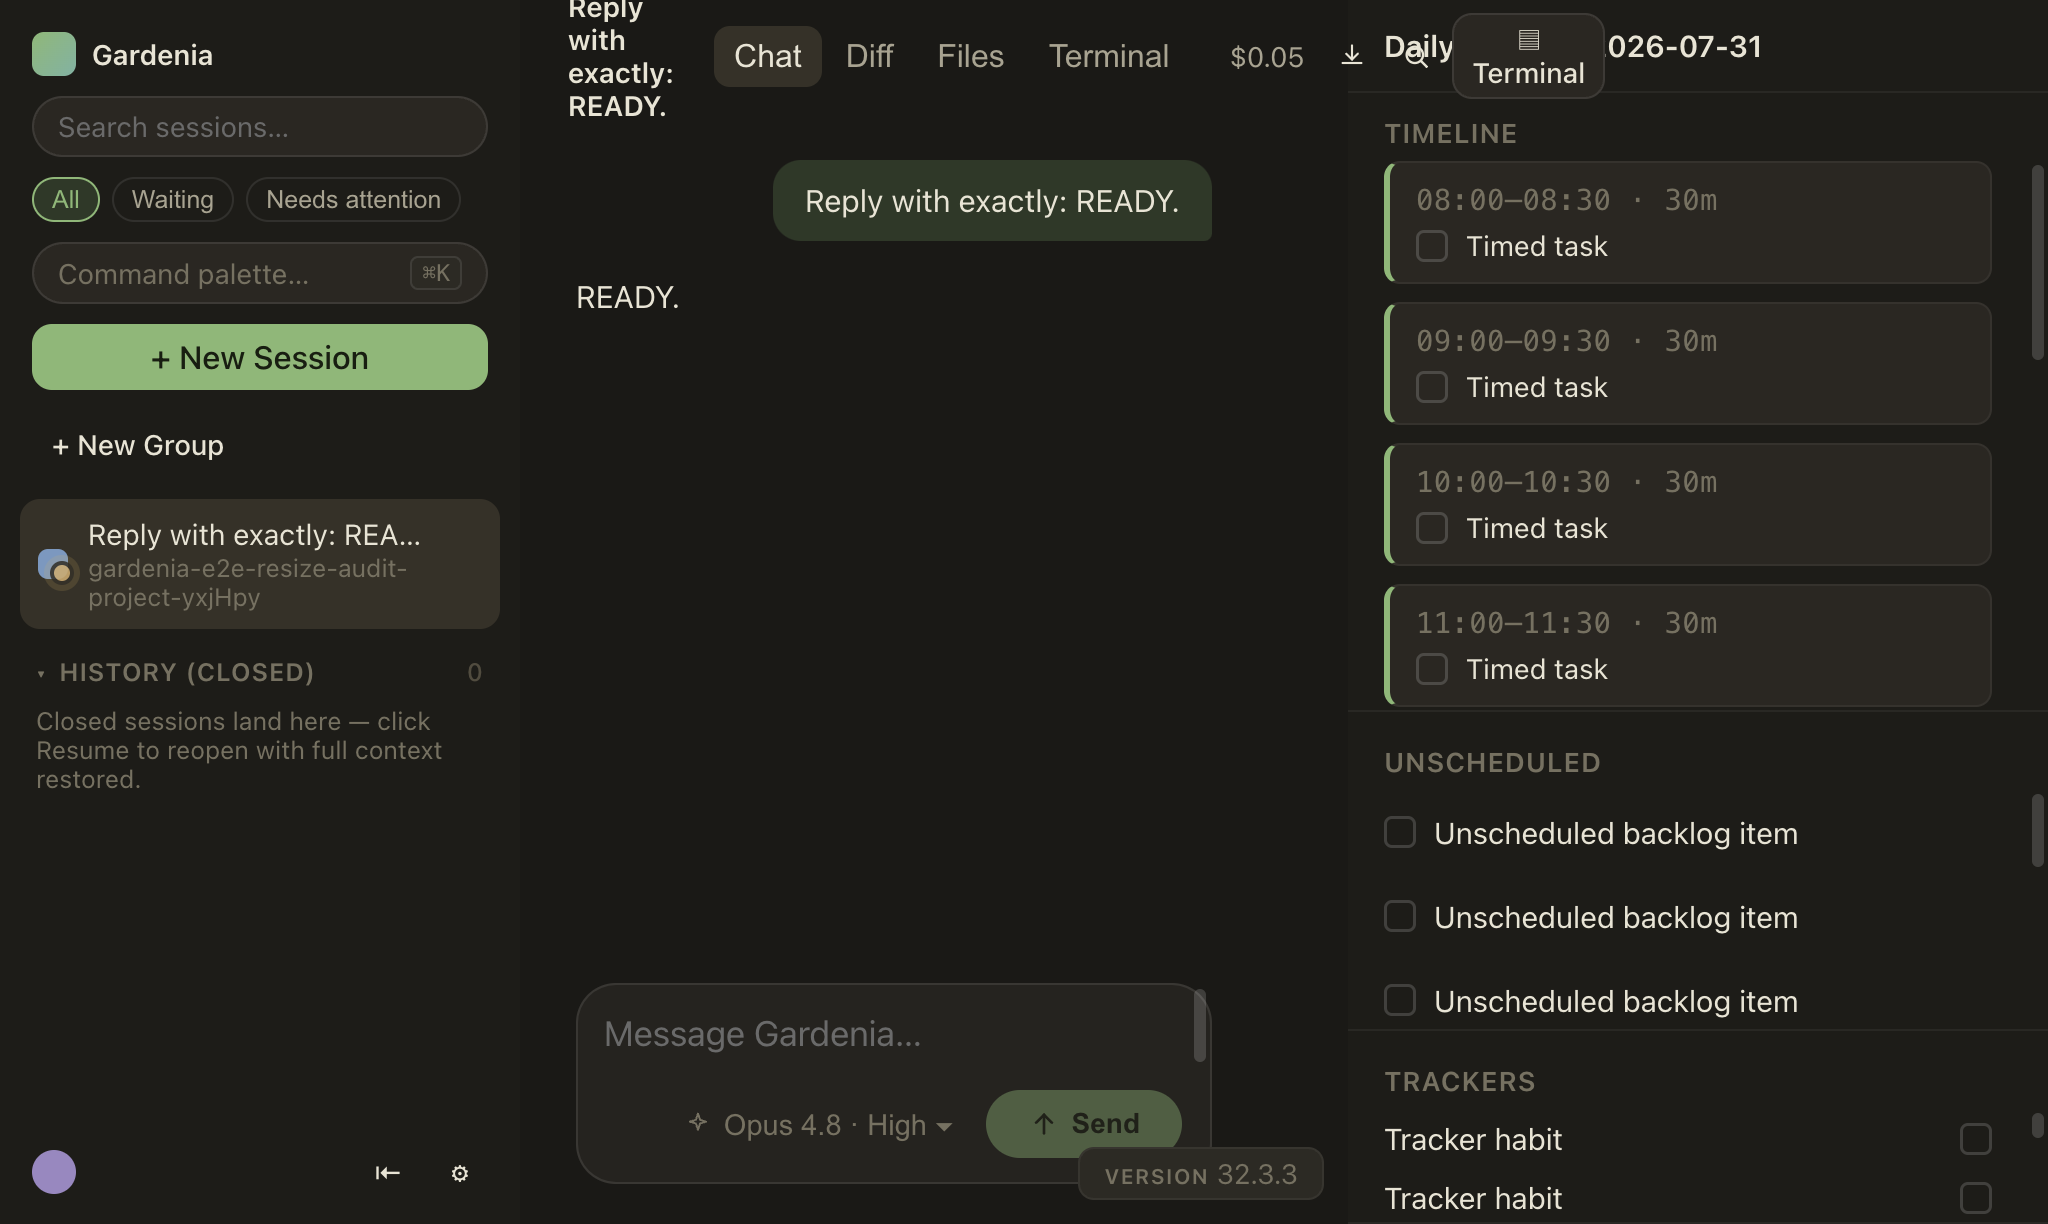 Gardenia
Search sessions...
All
Waiting
Needs attention
Command palette...
⌘K
+ New Session
+ New Group
Reply with exactly: REA...
gardenia-e2e-resize-audit-
project-yxjHpy
HISTORY (CLOSED)
0
Closed sessions land here — click
Resume to reopen with full context
restored.
Reply
with
exactly:
READY.
Chat
Diff
Files
Terminal
$0.05
Reply with exactly: READY.
READY.
Message Gardenia...
Opus 4.8 · High
Send
VERSION 32.3.3
Daily
Terminal
026-07-31
TIMELINE
08:00–08:30 · 30m
Timed task
09:00–09:30 · 30m
Timed task
10:00–10:30 · 30m
Timed task
11:00–11:30 · 30m
Timed task
UNSCHEDULED
Unscheduled backlog item
Unscheduled backlog item
Unscheduled backlog item
TRACKERS
Tracker habit
Tracker habit